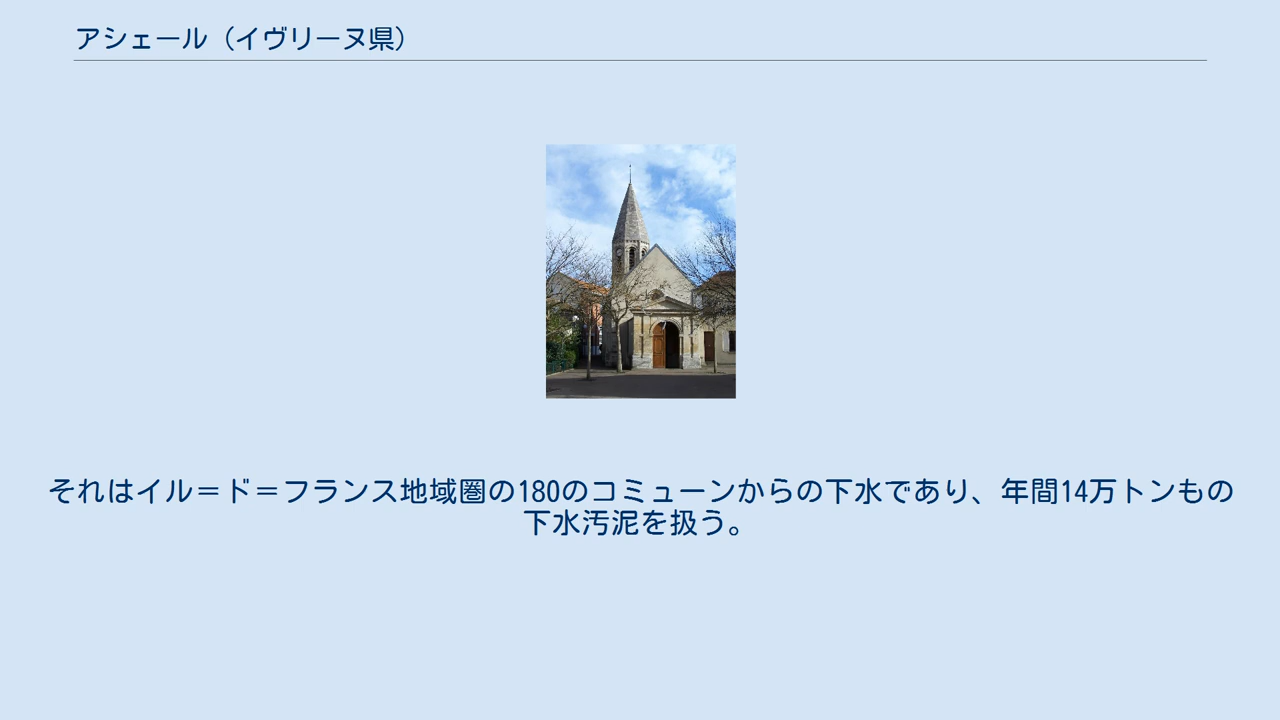 アシェール（イヴリーヌ県）
それはイル＝ド＝フランス地域圏の180のコミューンからの下水であり、年間14万トンもの
下水汚泥を扱う。